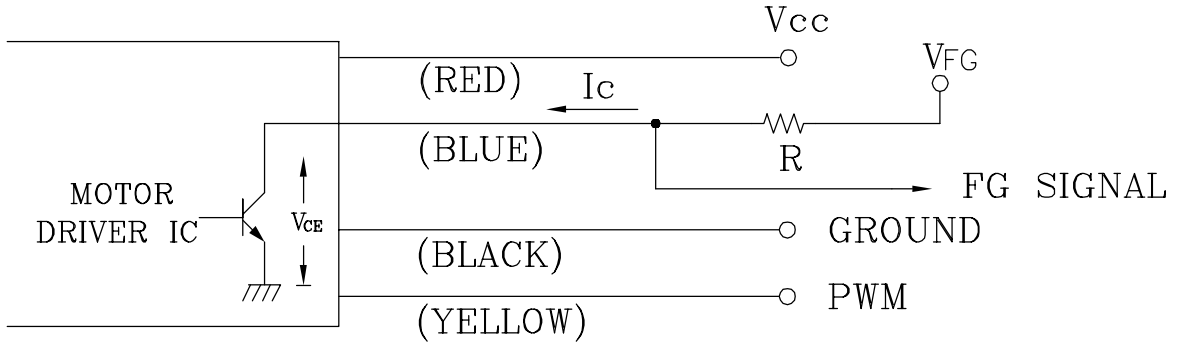 Vcc
VFG
(RED)
Ic
(BLUE)
R
FG SIGNAL
MOTOR
DRIVER IC
VCE
GROUND
(BLACK)
PWM
(YELLOW)